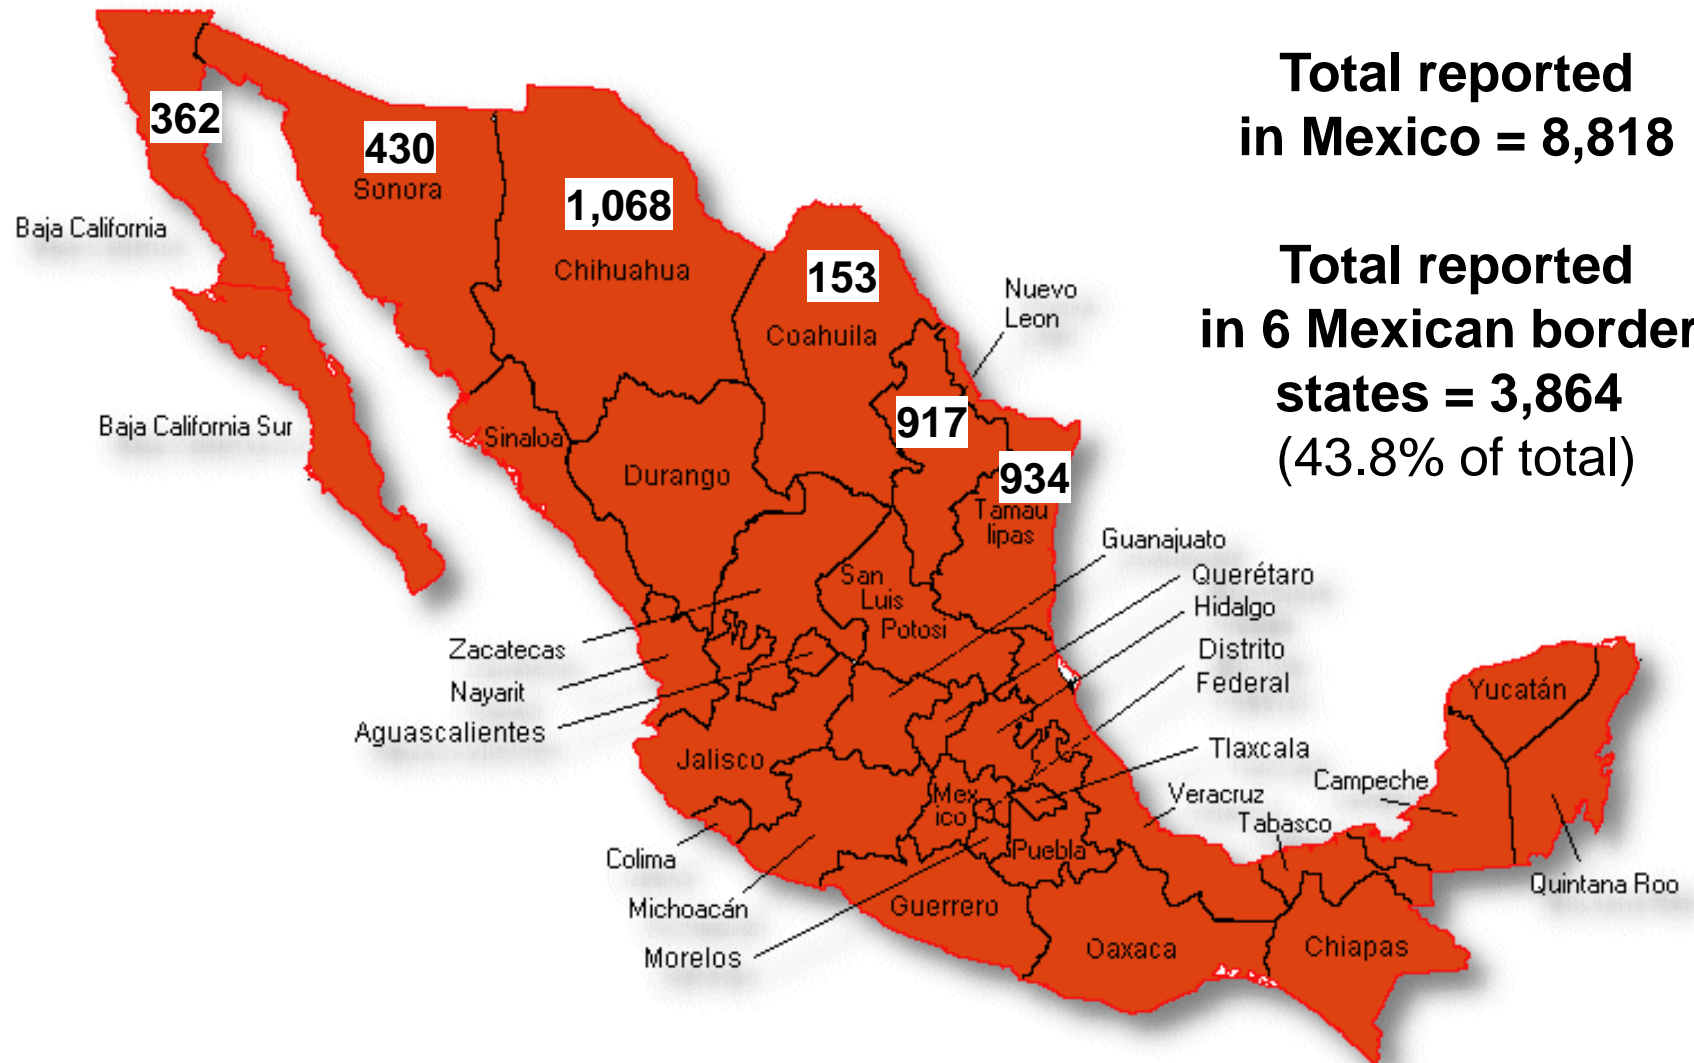 Total reported
in Mexico = 8,818
Total reported
in 6 Mexican border
states = 3,864
(43.8% of total)
362
430
Sonora
1,068
Chihuahua
Baja California
153
Coahuila
Nuevo
Leon
917
934
Tamau
lipas
Baja California Sur
Sinaloa
Durango
San
Luis
Potosi
Guanajuato
Querétaro
Hidalgo
Distrito
Federal
Zacatecas
Nayarit
Aguascalientes
Jalisco
Tlaxcala
Veracruz
Campeche
Tabasco
Yucatán
Mex
ico
Puebla
Colima
Michoacán
Morelos
Guerrero
Oaxaca
Chiapas
Quintana Roo